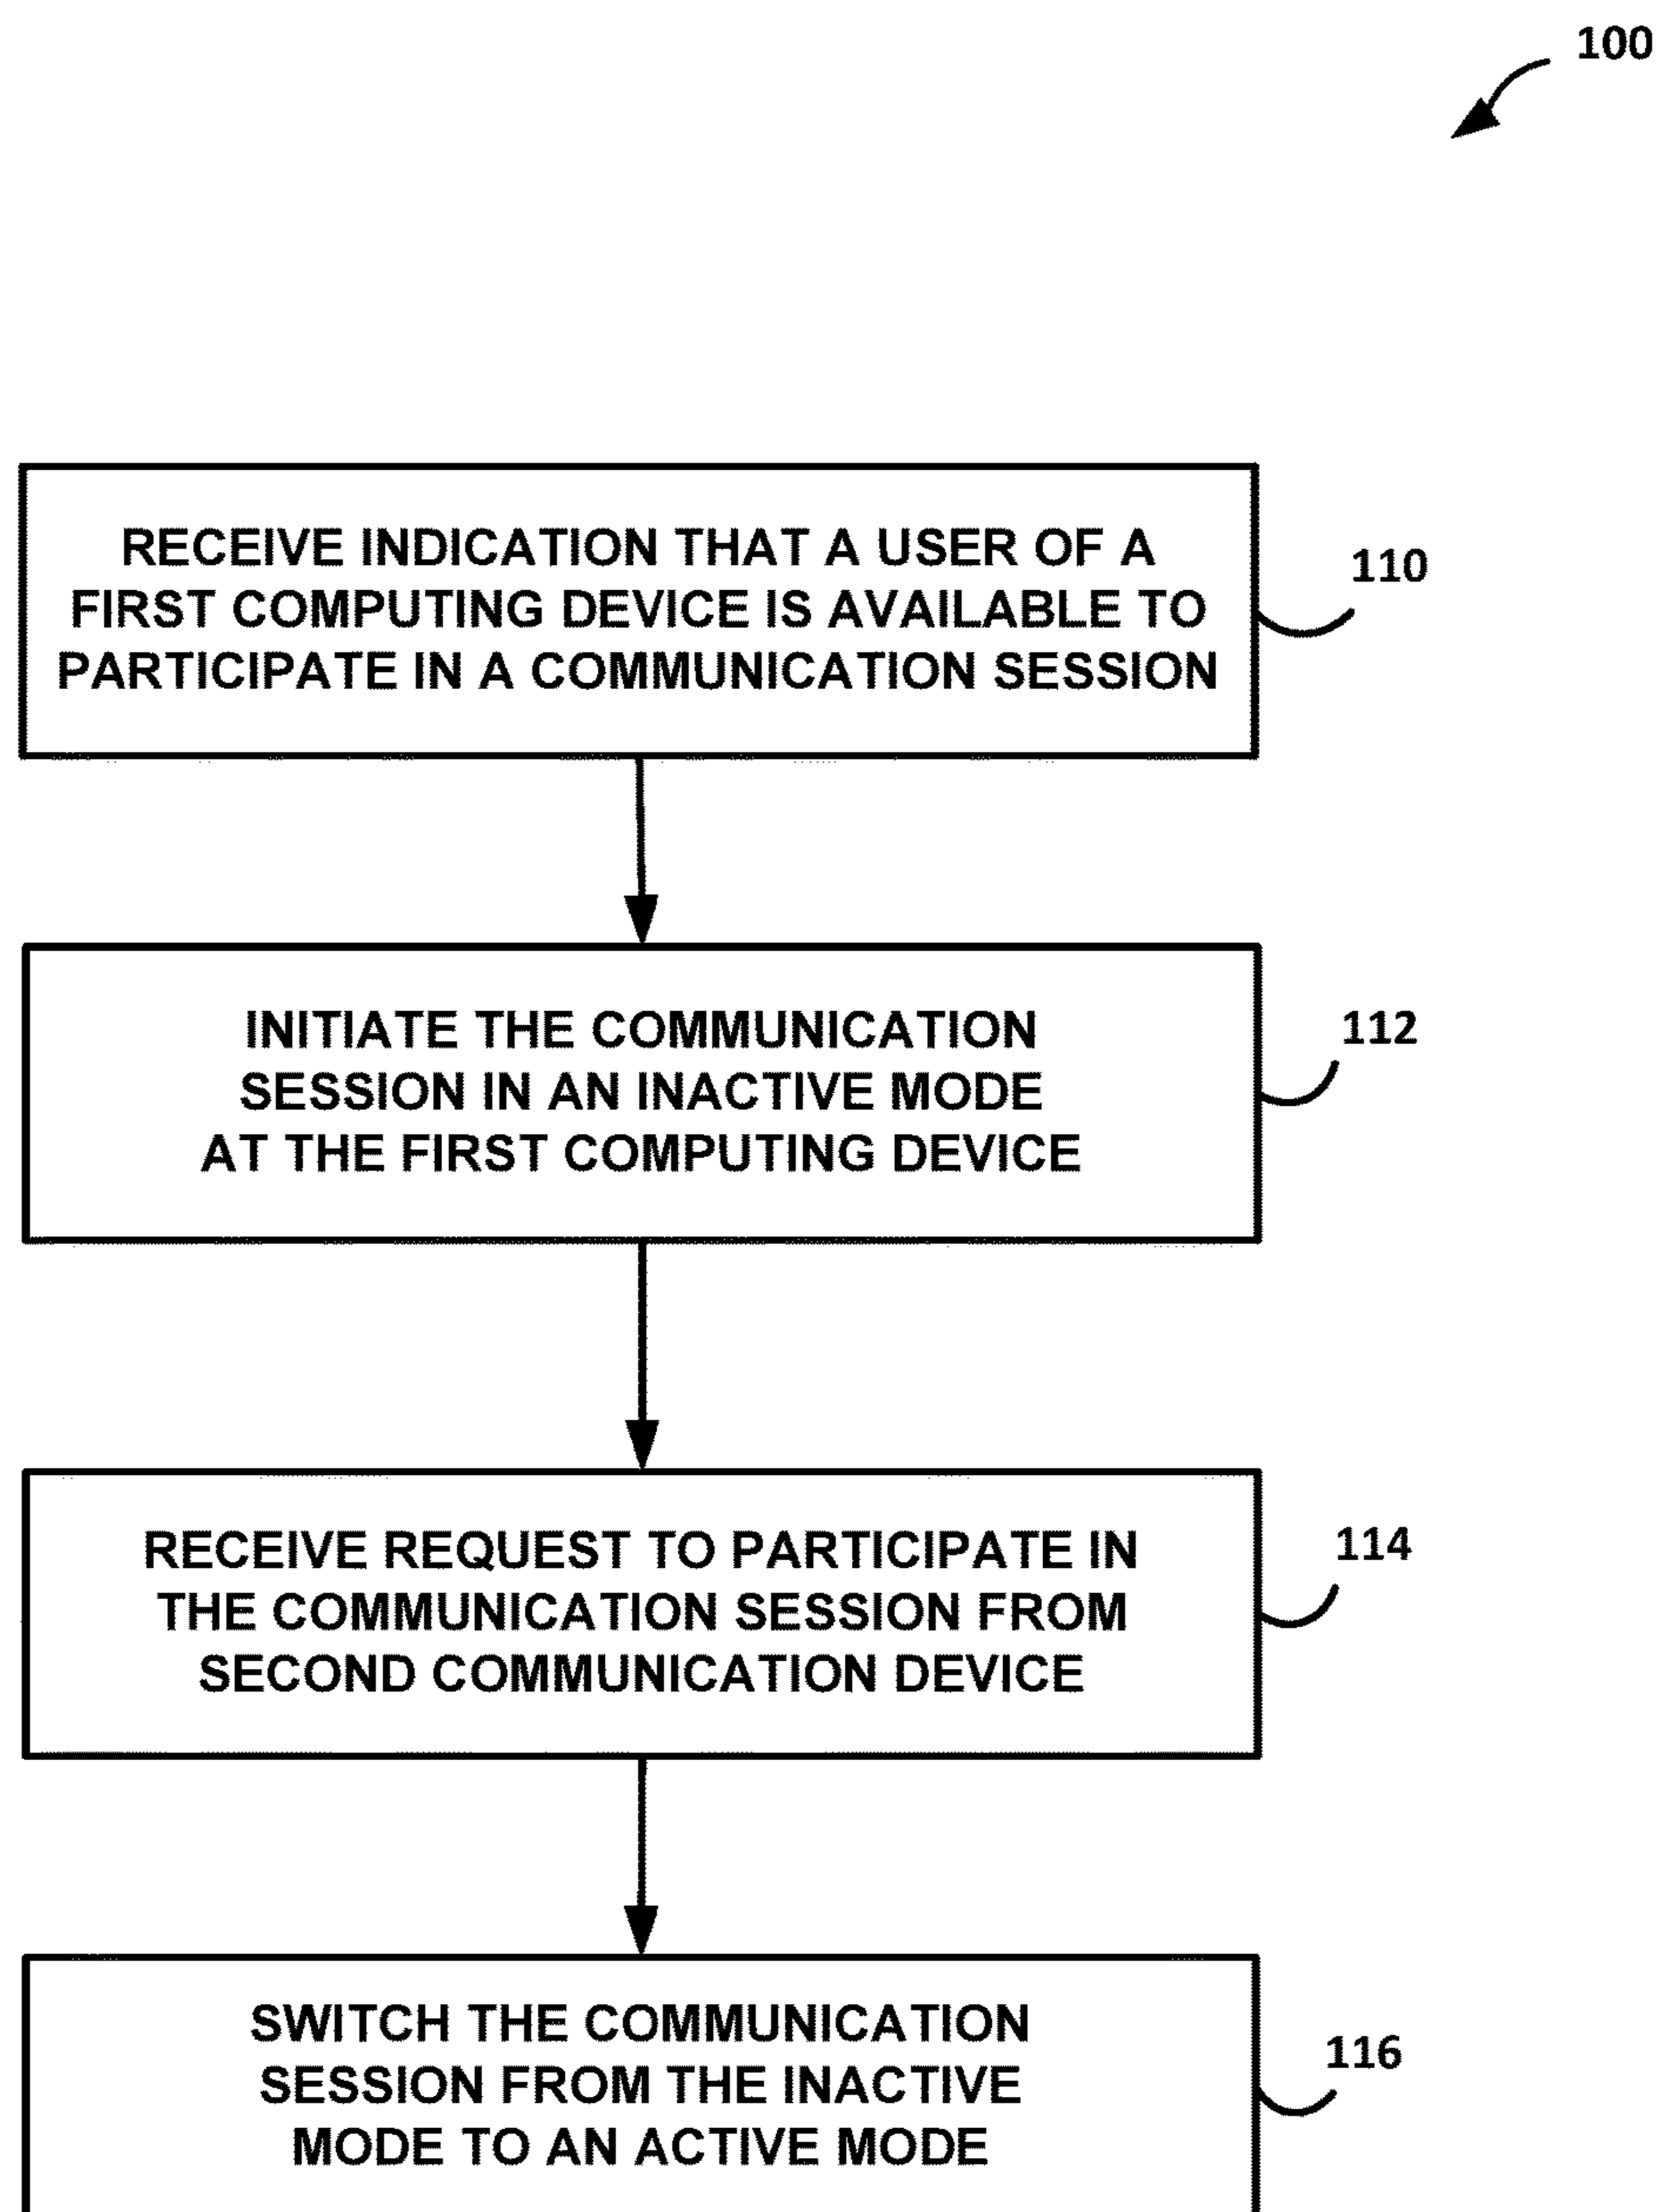 100
RECEIVE INDICATION THAT A USER OF A
FIRST COMPUTING DEVICE IS AVAILABLE TO
PARTICIPATE IN A COMMUNICATION SESSION
110
INITIATE THE COMMUNICATION
SESSION IN AN INACTIVE MODE
AT THE FIRST COMPUTING DEVICE
112
RECEIVE REQUEST TO PARTICIPATE IN
THE COMMUNICATION SESSION FROM
SECOND COMMUNICATION DEVICE
114
SWITCH THE COMMUNICATION
SESSION FROM THE INACTIVE
MODE TO AN ACTIVE MODE
116